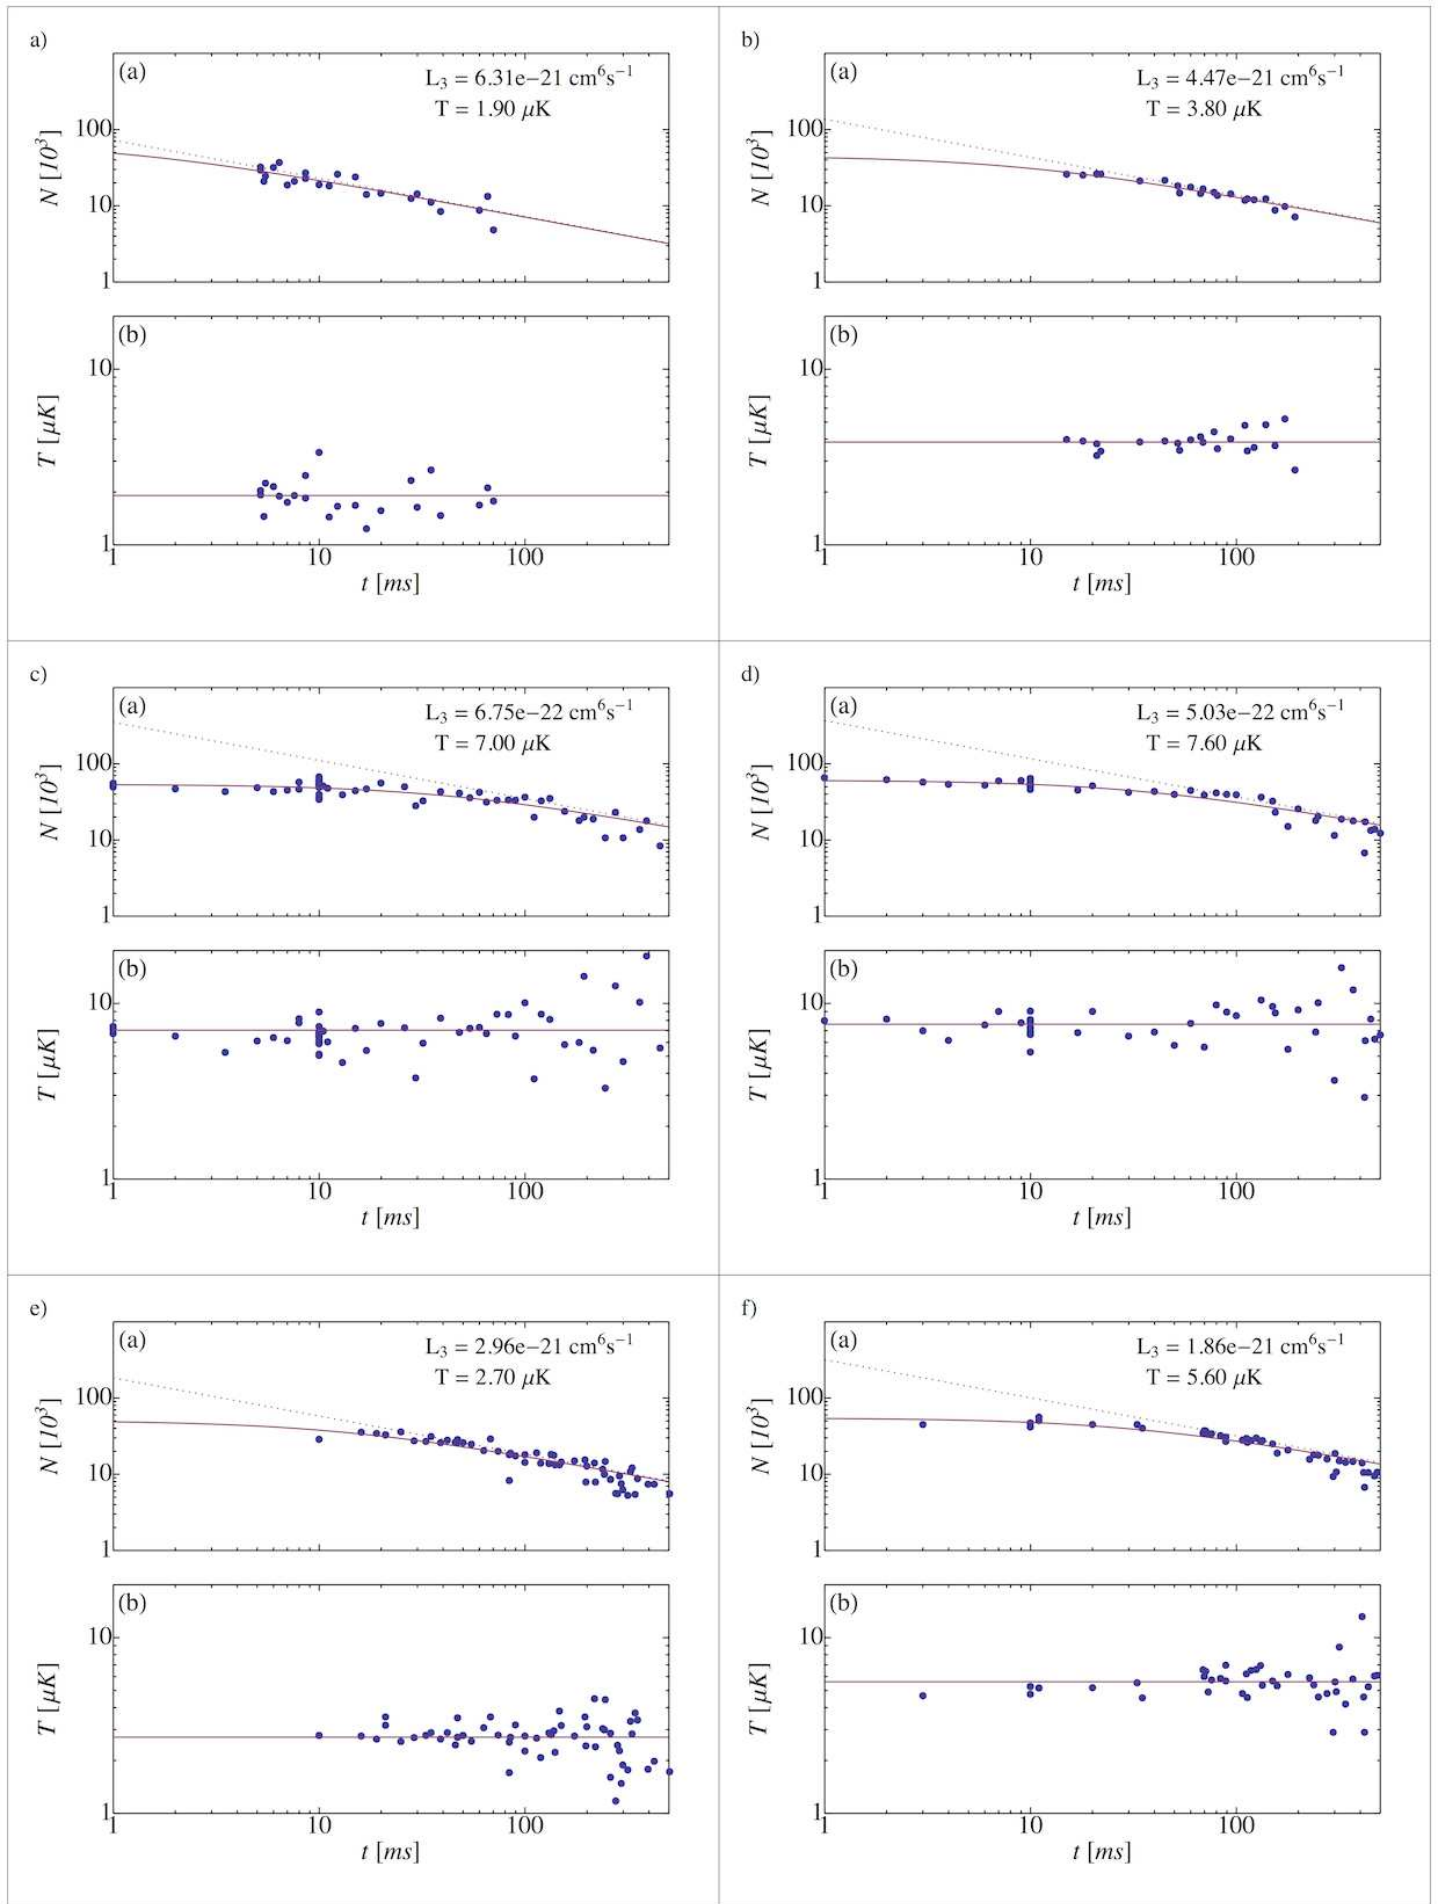 a)
(a)
L₃ = 6.31e−21 cm⁶s⁻¹
T = 1.90 μK
N [10³]
100
10
1
(b)
T [μK]
10
1
1 10 100
t [ms]
b)
(a)
L₃ = 4.47e−21 cm⁶s⁻¹
T = 3.80 μK
N [10³]
100
10
1
(b)
T [μK]
10
1
1 10 100
t [ms]
c)
(a)
L₃ = 6.75e−22 cm⁶s⁻¹
T = 7.00 μK
N [10³]
100
10
1
(b)
T [μK]
10
1
1 10 100
t [ms]
d)
(a)
L₃ = 5.03e−22 cm⁶s⁻¹
T = 7.60 μK
N [10³]
100
10
1
(b)
T [μK]
10
1
1 10 100
t [ms]
e)
(a)
L₃ = 2.96e−21 cm⁶s⁻¹
T = 2.70 μK
N [10³]
100
10
1
(b)
T [μK]
10
1
1 10 100
t [ms]
f)
(a)
L₃ = 1.86e−21 cm⁶s⁻¹
T = 5.60 μK
N [10³]
100
10
1
(b)
T [μK]
10
1
1 10 100
t [ms]